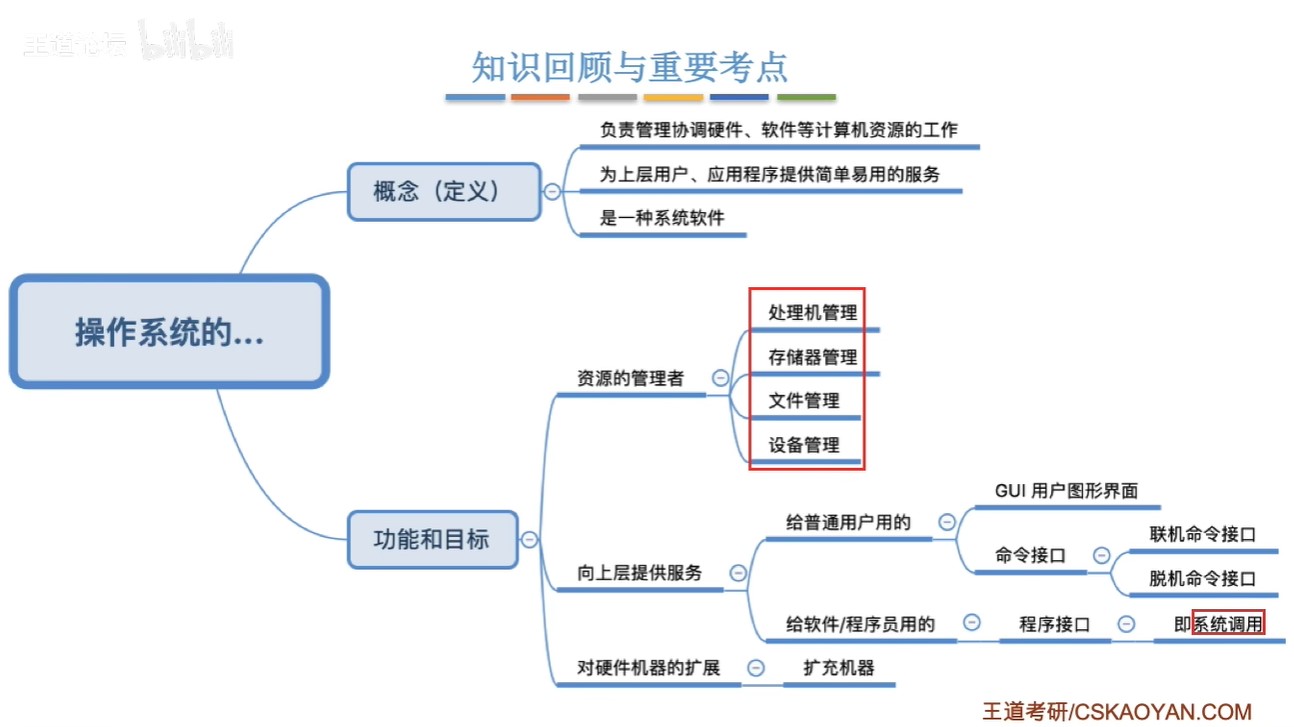 王道论坛 bilibili
知识回顾与重要考点
负责管理协调硬件、软件等计算机资源的工作
概念（定义）
为上层用户、应用程序提供简单易用的服务
是一种系统软件
操作系统的...
功能和目标
资源的管理者
处理机管理
存储器管理
文件管理
设备管理
向上层提供服务
给普通用户用的
GUI 用户图形界面
命令接口
联机命令接口
脱机命令接口
给软件/程序员用的
程序接口
即系统调用
对硬件机器的扩展
扩充机器
王道考研/CSKAOYAN.COM